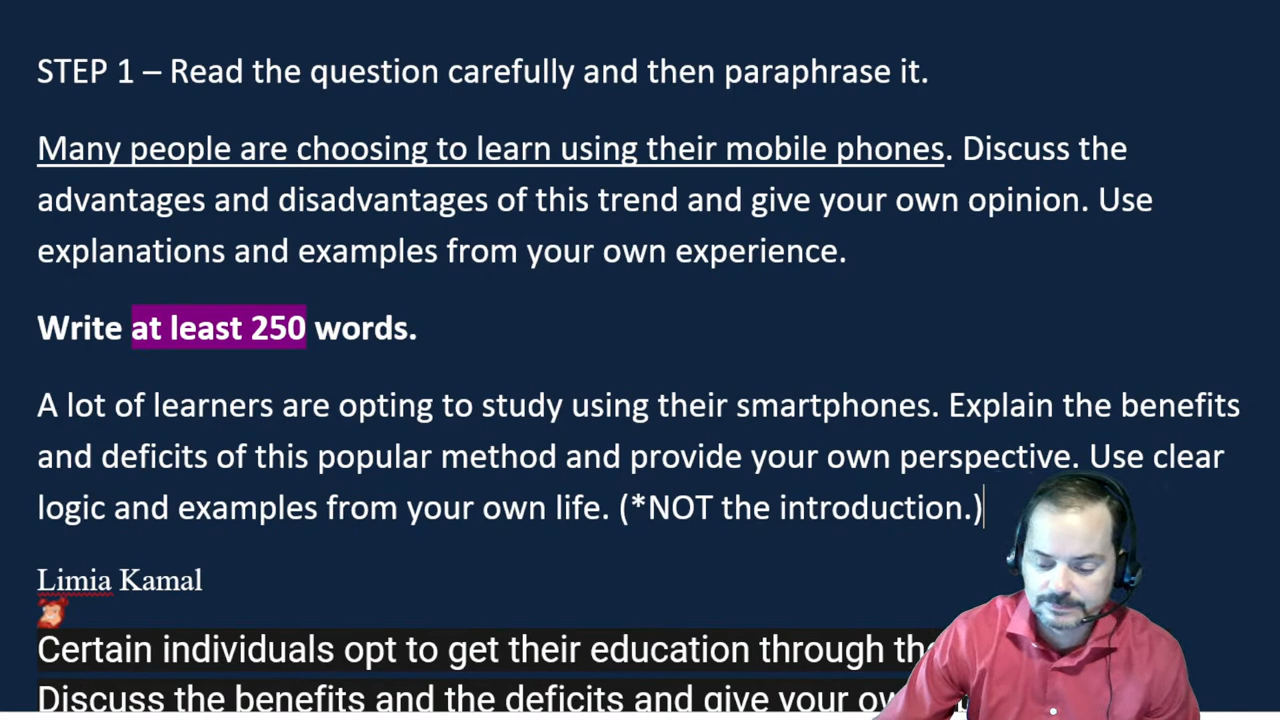 STEP 1 – Read the question carefully and then paraphrase it.
Many people are choosing to learn using their mobile phones. Discuss the
advantages and disadvantages of this trend and give your own opinion. Use
explanations and examples from your own experience.
Write at least 250 words.
A lot of learners are opting to study using their smartphones. Explain the benefits
and deficits of this popular method and provide your own perspective. Use clear
logic and examples from your own life. (*NOT the introduction.)
Limia Kamal
Certain individuals opt to get their education through
Discuss the benefits and the deficits and give your